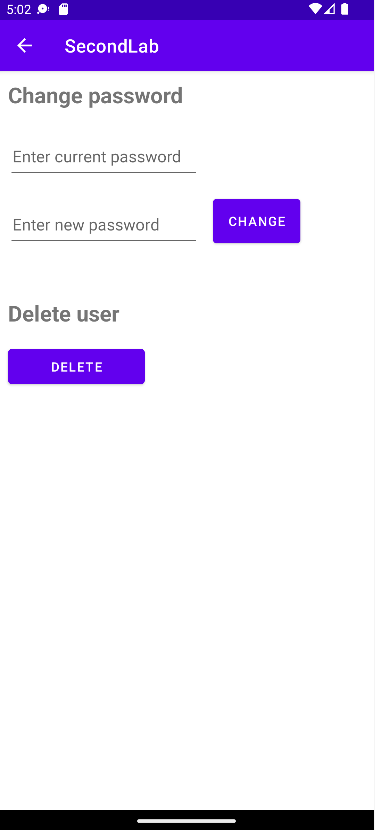 5:02
SecondLab
Change password
Enter current password
Enter new password
CHANGE
Delete user
DELETE